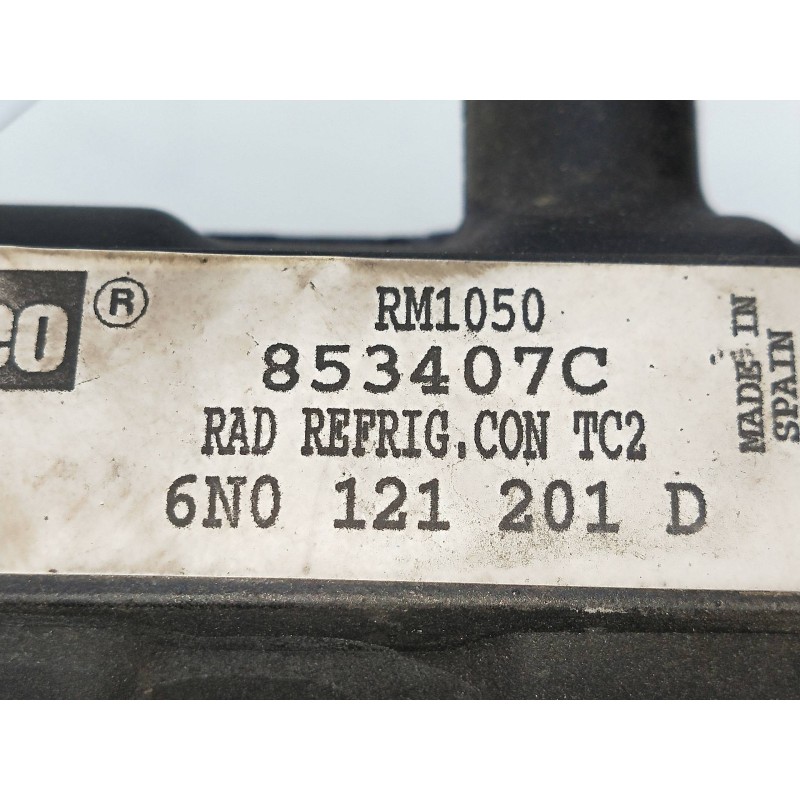 ®
RM1050
853407C
RAD REFRIG.CON TC2
6N0 121 201 D
MADE IN
SPAIN